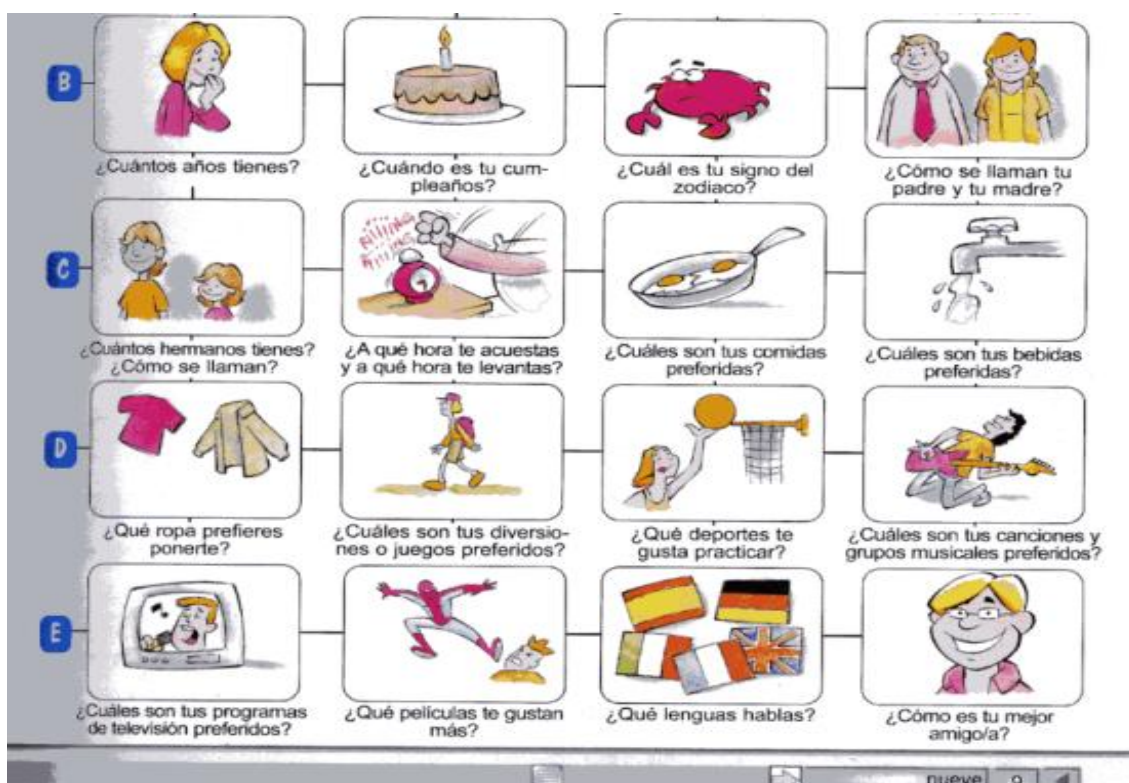 B
¿Cuántos años tienes?
¿Cuándo es tu cum-
pleaños?
¿Cuál es tu signo del
zodiaco?
¿Cómo se llaman tu
padre y tu madre?
C
RIIIING
RIIIING
¿Cuántos hermanos tienes?
¿Cómo se llaman?
¿A qué hora te acuestas
y a qué hora te levantas?
¿Cuáles son tus comidas
preferidas?
¿Cuáles son tus bebidas
preferidas?
D
¿Qué ropa prefieres
ponerte?
¿Cuáles son tus diversio-
nes o juegos preferidos?
¿Qué deportes te
gusta practicar?
¿Cuáles son tus canciones y
grupos musicales preferidos?
E
¿Cuáles son tus programas
de televisión preferidos?
¿Qué películas te gustan
más?
¿Qué lenguas hablas?
¿Cómo es tu mejor
amigo/a?
nueve 9